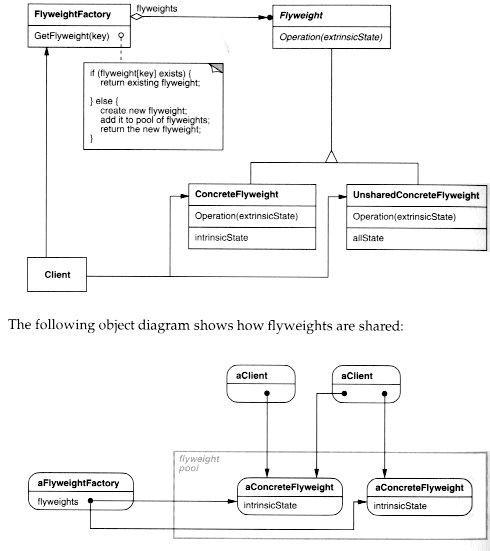 flyweights
FlyweightFactory
GetFlyweight(key)
Flyweight
Operation(extrinsicState)
if (flyweight[key] exists) {
return existing flyweight;
} else {
create new flyweight;
add it to pool of flyweights;
return the new flyweight;
}
ConcreteFlyweight
Operation(extrinsicState)
intrinsicState
UnsharedConcreteFlyweight
Operation(extrinsicState)
allState
Client
The following object diagram shows how flyweights are shared:
aClient
aClient
flyweight
pool
aFlyweightFactory
flyweights
aConcreteFlyweight
intrinsicState
aConcreteFlyweight
intrinsicState